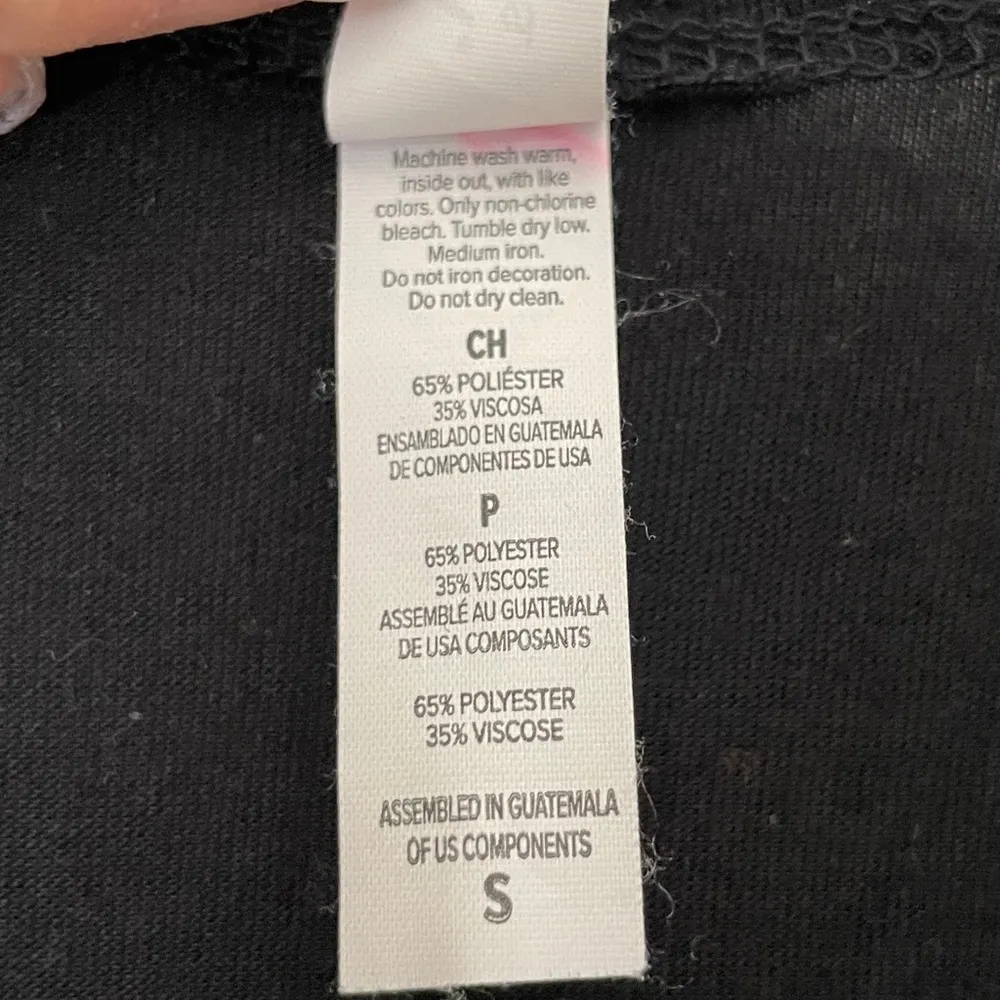 Machine wash warm,
inside out, with like
colors. Only non-chlorine
bleach. Tumble dry low.
Medium iron.
Do not iron decoration.
Do not dry clean.
CH
65% POLIÉSTER
35% VISCOSA
ENSAMBLADO EN GUATEMALA
DE COMPONENTES DE USA
P
65% POLYESTER
35% VISCOSE
ASSEMBLÉ AU GUATEMALA
DE USA COMPOSANTS
65% POLYESTER
35% VISCOSE
ASSEMBLED IN GUATEMALA
OF US COMPONENTS
S